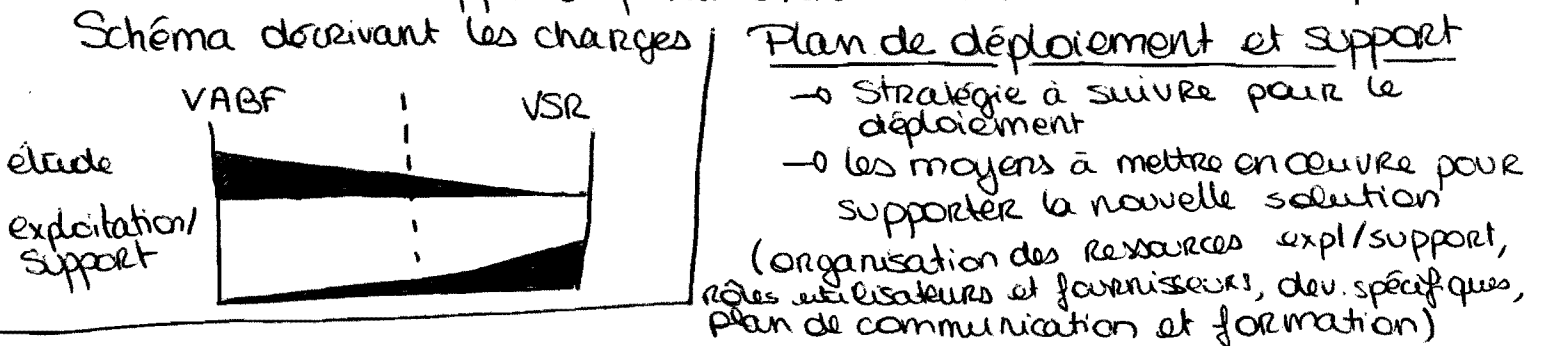 Schéma décrivant les charges
VABF
VSR
étude
exploitation/
support
Plan de déploiement et support
→ Stratégie à suivre pour le
déploiement
→ les moyens à mettre en œuvre pour
supporter la nouvelle solution
(organisation des ressources expl/support,
rôles utilisateurs et fournisseurs, dev. spécifiques,
plan de communication et formation)